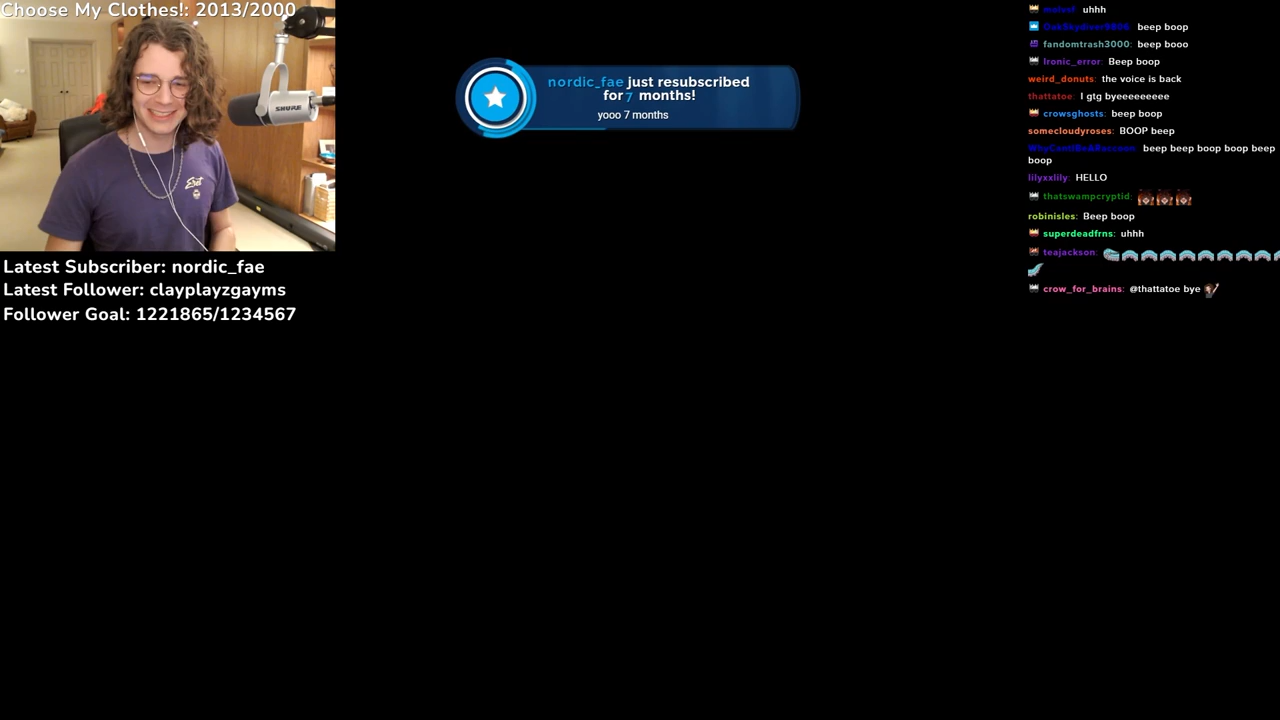 Choose My Clothes!: 2013/2000
SHURE
Eret
Latest Subscriber: nordic_fae
Latest Follower: clayplayzgayms
Follower Goal: 1221865/1234567
nordic_fae just resubscribed
for 7 months!
yooo 7 months
uhhh
beep boop
fandomtrash3000: beep booo
Ironic_error: Beep boop
weird_donuts: the voice is back
thattatoe: I gtg byeeeeeeeee
crowsghosts: beep boop
somecloudyroses: BOOP beep
beep beep boop boop beep
boop
lilyxxlily: HELLO
thatswampcryptid:
robinisles: Beep boop
superdeadfrns: uhhh
teajackson:
crow_for_brains: @thattatoe bye